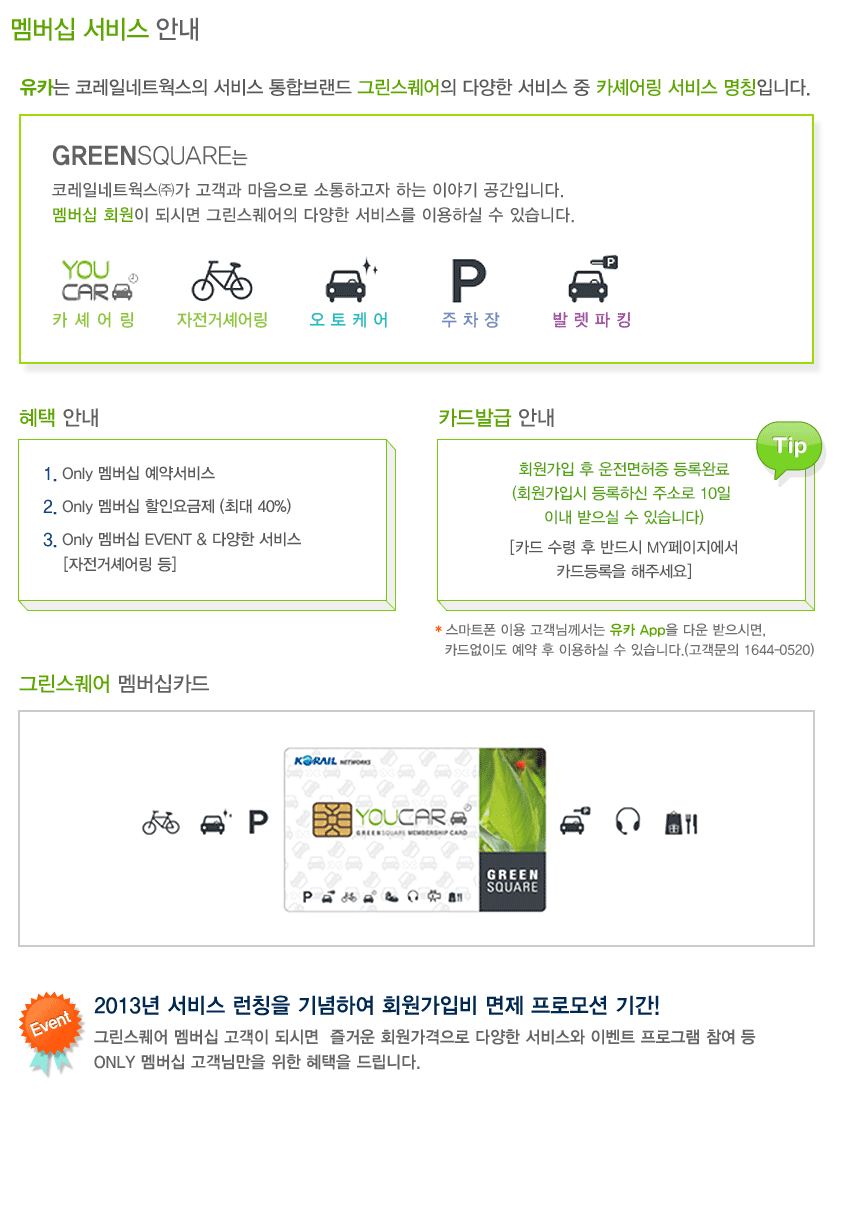 멤버십 서비스 안내
유카는 코레일네트웍스의 서비스 통합브랜드 그린스퀘어의 다양한 서비스 중 카셰어링 서비스 명칭입니다.
GREENSQUARE는
코레일네트웍스㈜가 고객과 마음으로 소통하고자 하는 이야기 공간입니다.
멤버십 회원이 되시면 그린스퀘어의 다양한 서비스를 이용하실 수 있습니다.
YOU
CAR
P
P
카 셰 어 링
자전거셰어링
오 토 케 어
주 차 장
발 렛 파 킹
혜택 안내
1. Only 멤버십 예약서비스
2. Only 멤버십 할인요금제 (최대 40%)
3. Only 멤버십 EVENT & 다양한 서비스
[자전거셰어링 등]
카드발급 안내
Tip
회원가입 후 운전면허증 등록완료
(회원가입시 등록하신 주소로 10일
이내 받으실 수 있습니다)
[카드 수령 후 반드시 MY페이지에서
카드등록을 해주세요]
* 스마트폰 이용 고객님께서는 유카 App을 다운 받으시면,
카드없이도 예약 후 이용하실 수 있습니다.(고객문의 1644-0520)
그린스퀘어 멤버십카드
KORAIL NETWORKS
P
YOUCAR
GREENSQUARE MEMBERSHIP CARD
P
GREEN
SQUARE
P
Event
2013년 서비스 런칭을 기념하여 회원가입비 면제 프로모션 기간!
그린스퀘어 멤버십 고객이 되시면 즐거운 회원가격으로 다양한 서비스와 이벤트 프로그램 참여 등
ONLY 멤버십 고객님만을 위한 혜택을 드립니다.